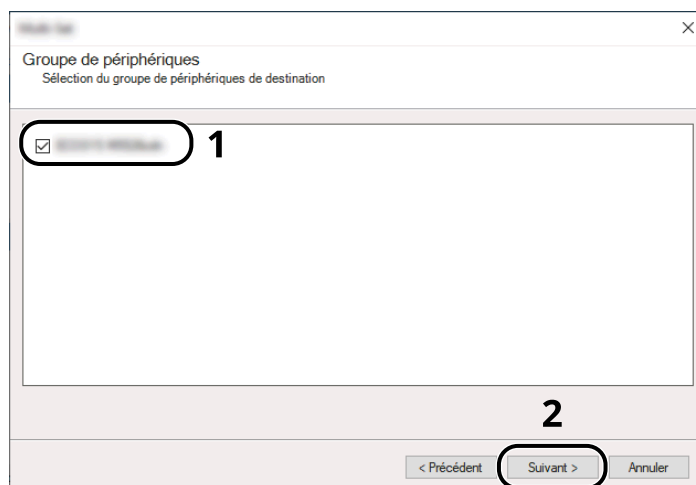 Groupe de périphériques
Sélection du groupe de périphériques de destination
1
2
< Précédent
Suivant >
Annuler